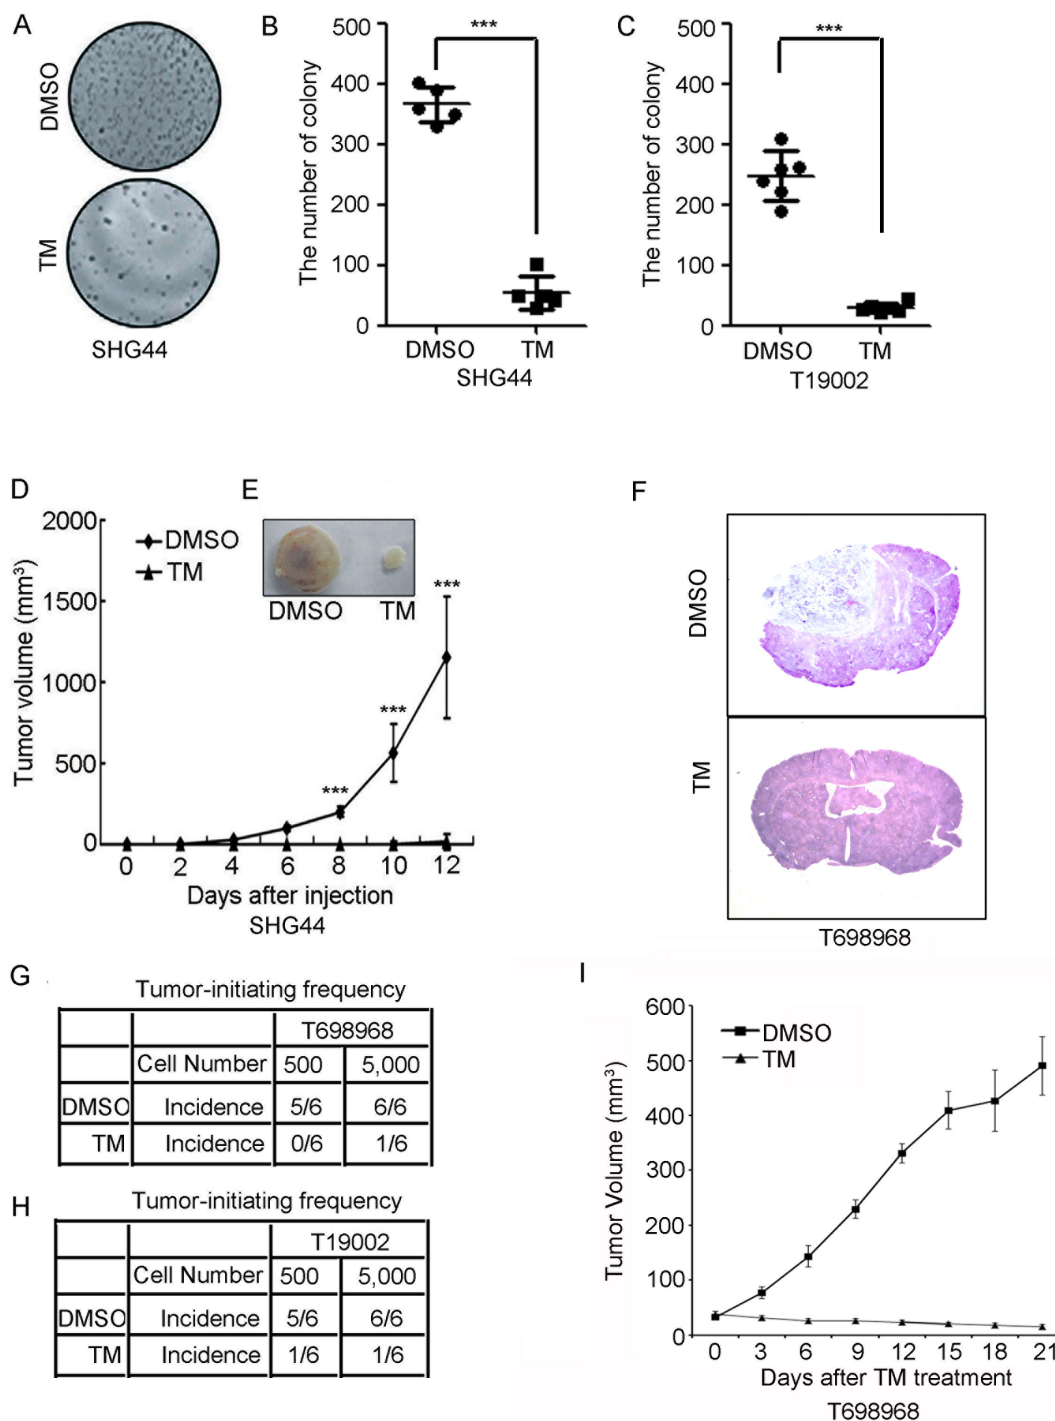 A
DMSO
TM
SHG44
B
The number of colony
500
400
300
200
100
0
***
DMSO TM
SHG44
C
The number of colony
500
400
300
200
100
0
***
DMSO TM
T19002
D
Tumor volume (mm³)
2000
1500
1000
500
0
DMSO
TM
***
***
***
0 2 4 6 8 10 12
Days after injection
SHG44
E
DMSO TM
F
DMSO
TM
T698968
G
Tumor-initiating frequency
T698968
Cell Number 500 5,000
DMSO Incidence 5/6 6/6
TM Incidence 0/6 1/6
H
Tumor-initiating frequency
T19002
Cell Number 500 5,000
DMSO Incidence 5/6 6/6
TM Incidence 1/6 1/6
I
Tumor Volume (mm³)
600
500
400
300
200
100
0
DMSO
TM
0 3 6 9 12 15 18 21
Days after TM treatment
T698968